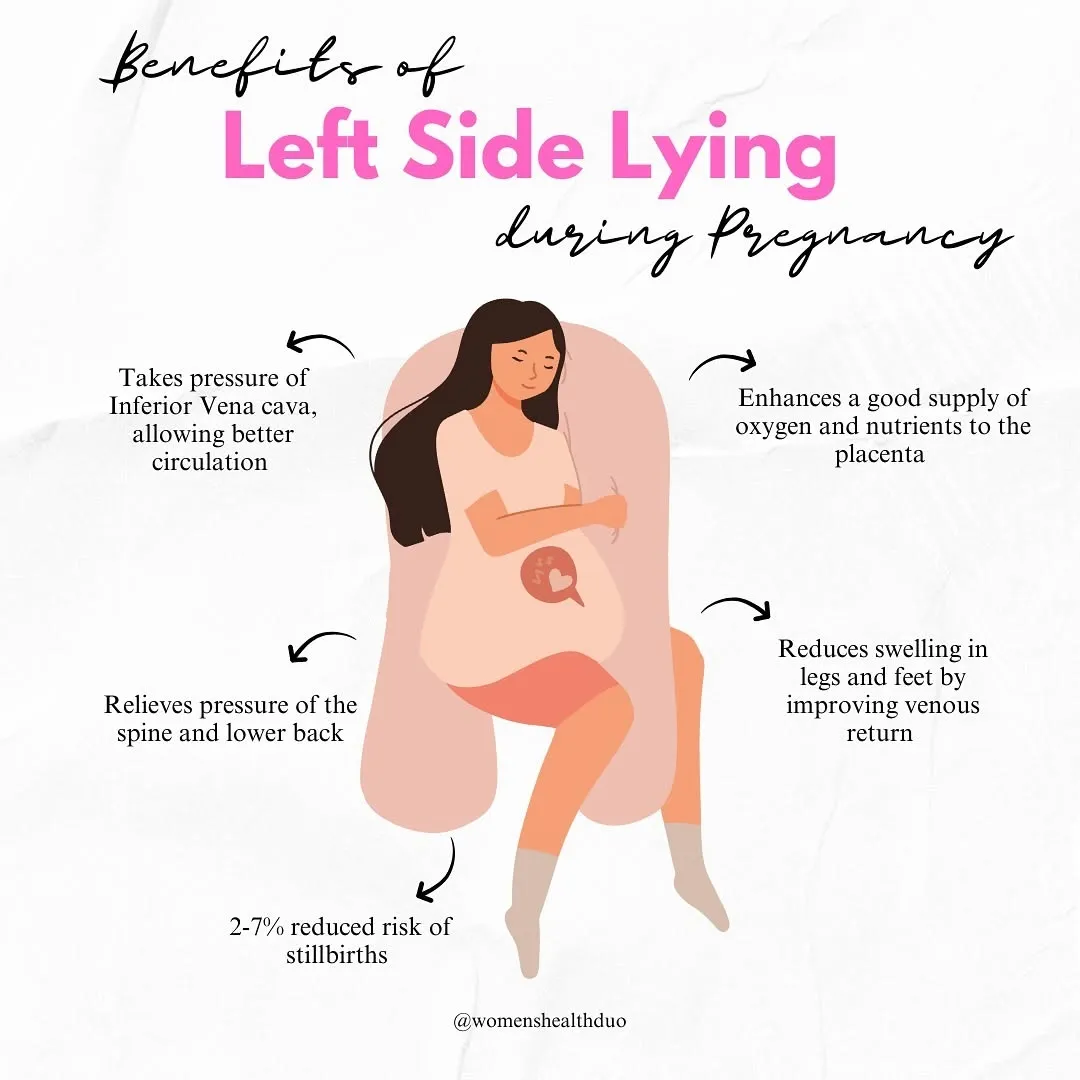 Benefits of
Left Side Lying
during Pregnancy
Takes pressure of
Inferior Vena cava,
allowing better
circulation
Enhances a good supply of
oxygen and nutrients to the
placenta
Relieves pressure of the
spine and lower back
Reduces swelling in
legs and feet by
improving venous
return
2-7% reduced risk of
stillbirths
@womenshealthduo